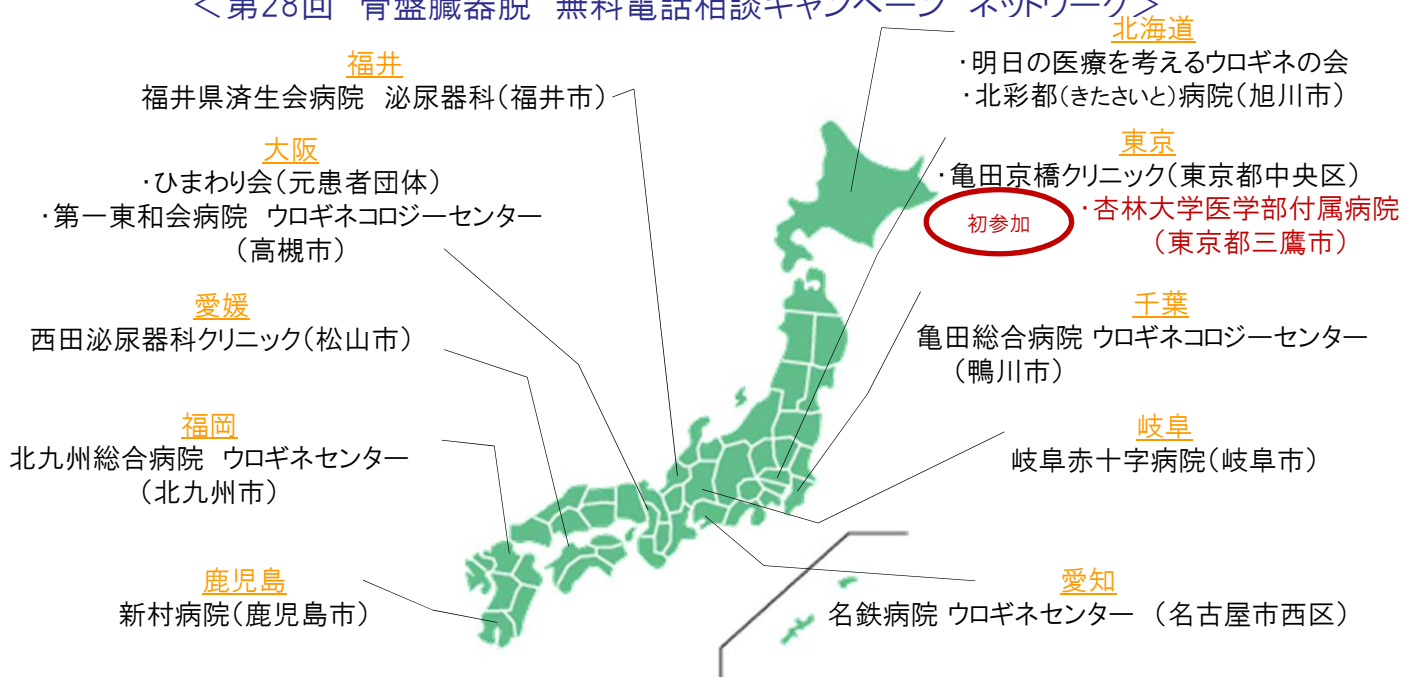 <第28回 骨盤臓器脱 無料電話相談キャンペーン ネットワーク>
北海道
・明日の医療を考えるウロギネの会
・北彩都(きたさいと)病院(旭川市)
福井
福井県済生会病院 泌尿器科(福井市)
東京
・亀田京橋クリニック(東京都中央区)
初参加
・杏林大学医学部付属病院
(東京都三鷹市)
大阪
・ひまわり会(元患者団体)
・第一東和会病院 ウロギネコロジーセンター
(高槻市)
千葉
亀田総合病院 ウロギネコロジーセンター
(鴨川市)
愛媛
西田泌尿器科クリニック(松山市)
岐阜
岐阜赤十字病院(岐阜市)
福岡
北九州総合病院 ウロギネセンター
(北九州市)
愛知
名鉄病院 ウロギネセンター (名古屋市西区)
鹿児島
新村病院(鹿児島市)